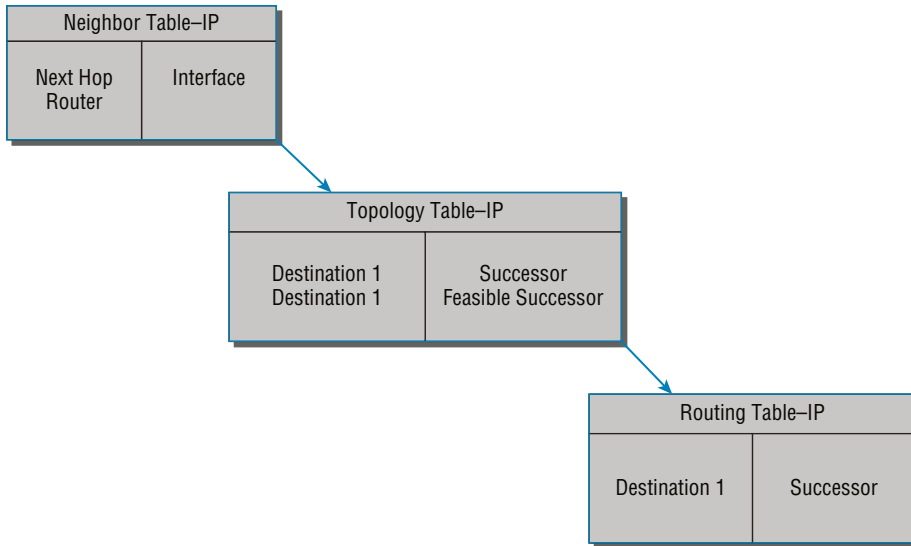 Neighbor Table–IP
Next Hop
Router
Interface
Topology Table–IP
Destination 1
Destination 1
Successor
Feasible Successor
Routing Table–IP
Destination 1
Successor